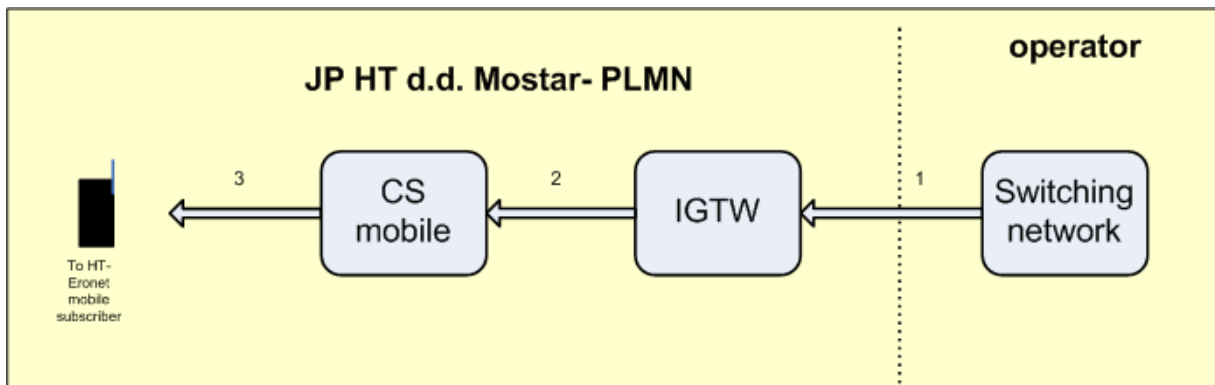 operator
JP HT d.d. Mostar- PLMN
3
CS
mobile
2
IGTW
1
Switching
network
To HT-
Eronet
mobile
subscriber